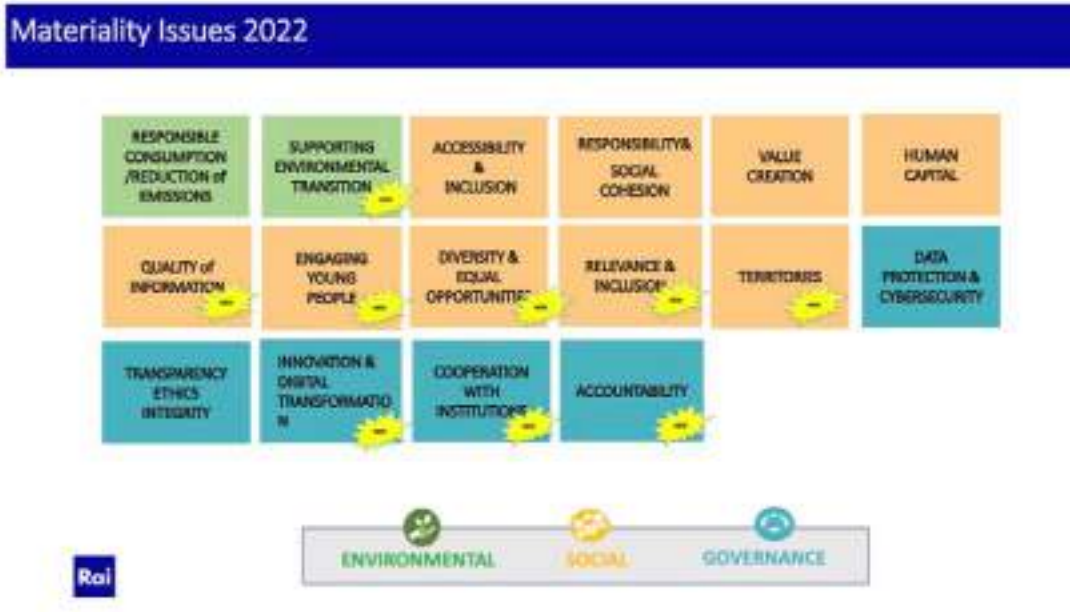 Materiality Issues 2022
RESPONSIBLE
CONSUMPTION
/REDUCTION of
EMISSIONS
SUPPORTING
ENVIRONMENTAL
TRANSITION
ACCESSIBILITY
&
INCLUSION
RESPONSIBILITY&
SOCIAL
COHESION
VALUE
CREATION
HUMAN
CAPITAL
QUALITY of
INFORMATION
ENGAGING
YOUNG
PEOPLE
DIVERSITY &
EQUAL
OPPORTUNITIES
RELEVANCE &
INCLUSION
TERRITORIES
DATA
PROTECTION &
CYBERSECURITY
TRANSPARENCY
ETHICS
INTEGRITY
INNOVATION &
DIGITAL
TRANSFORMATIO
N
COOPERATION
WITH
INSTITUTIONS
ACCOUNTABILITY
ENVIRONMENTAL
SOCIAL
GOVERNANCE
Rai